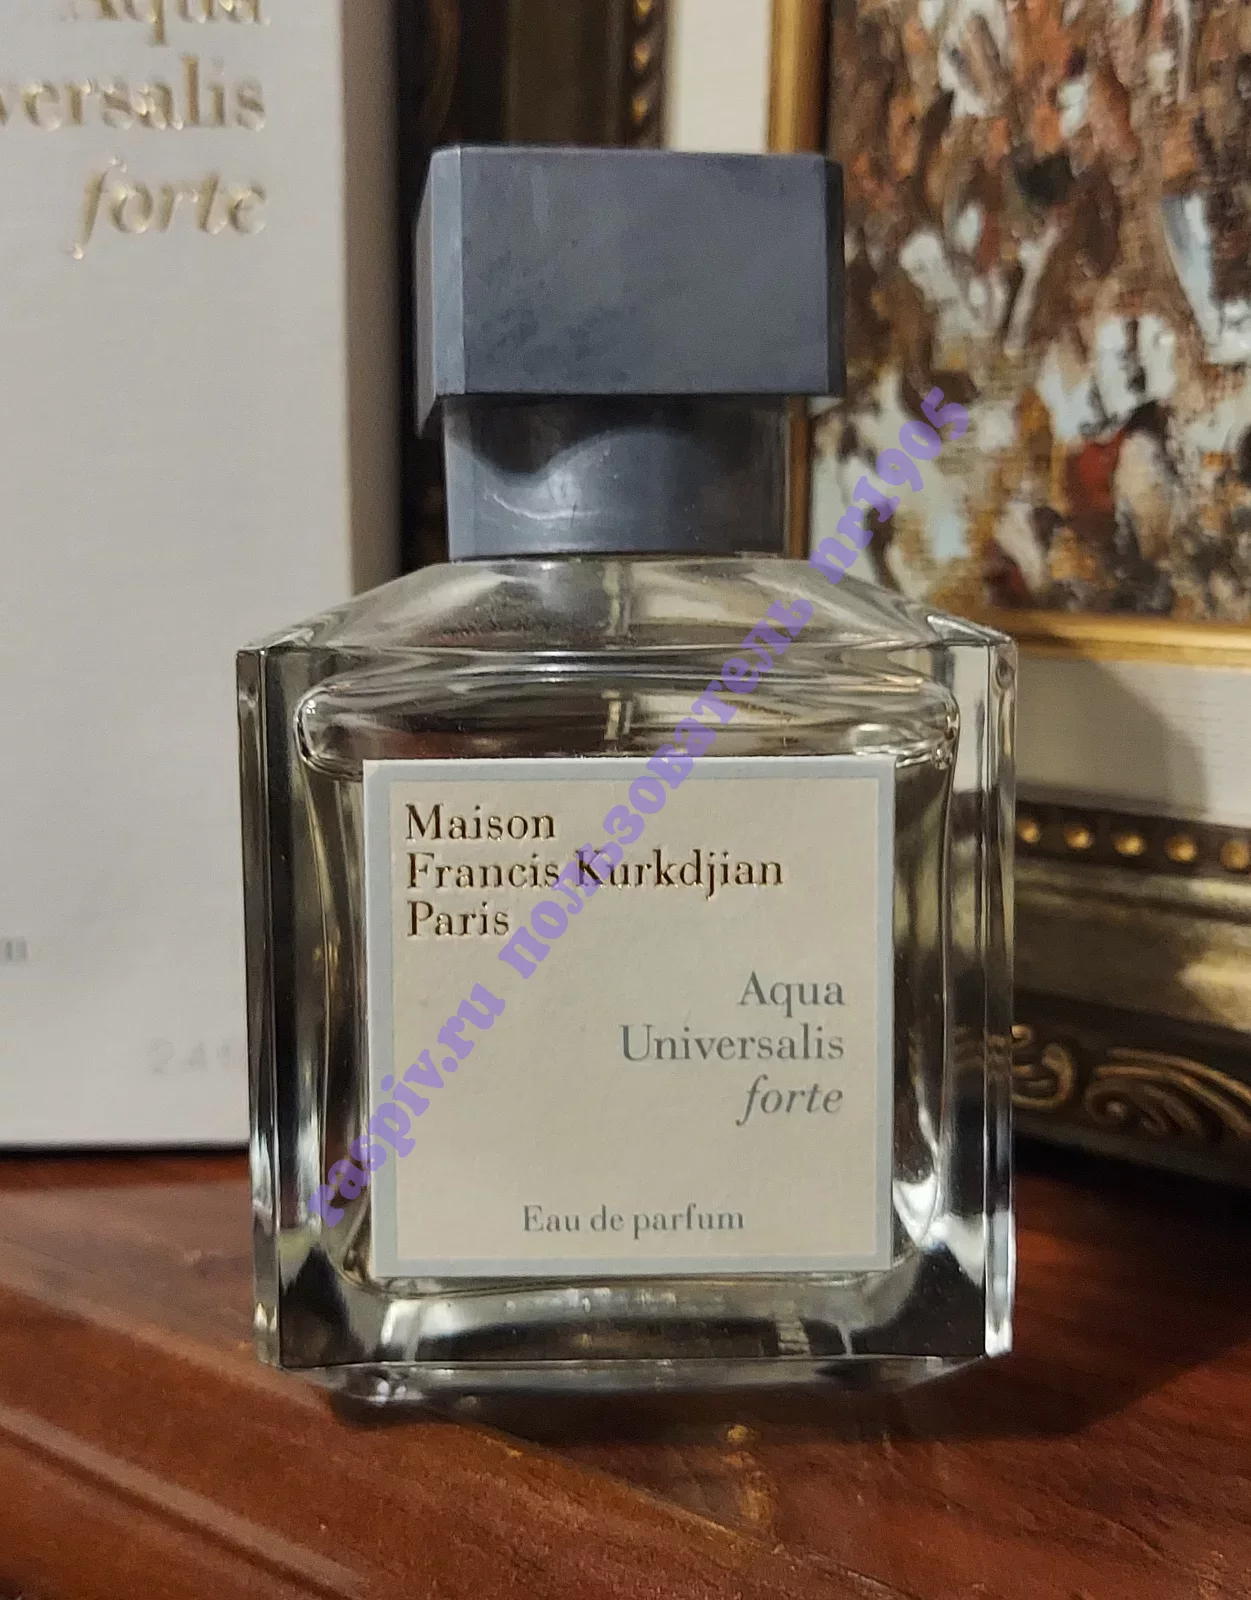 Aqua
versalis
forte
Maison
Francis Kurkdjian
Paris
Aqua
Universalis
forte
Eau de parfum
raspiv.ru пользователь nr1905